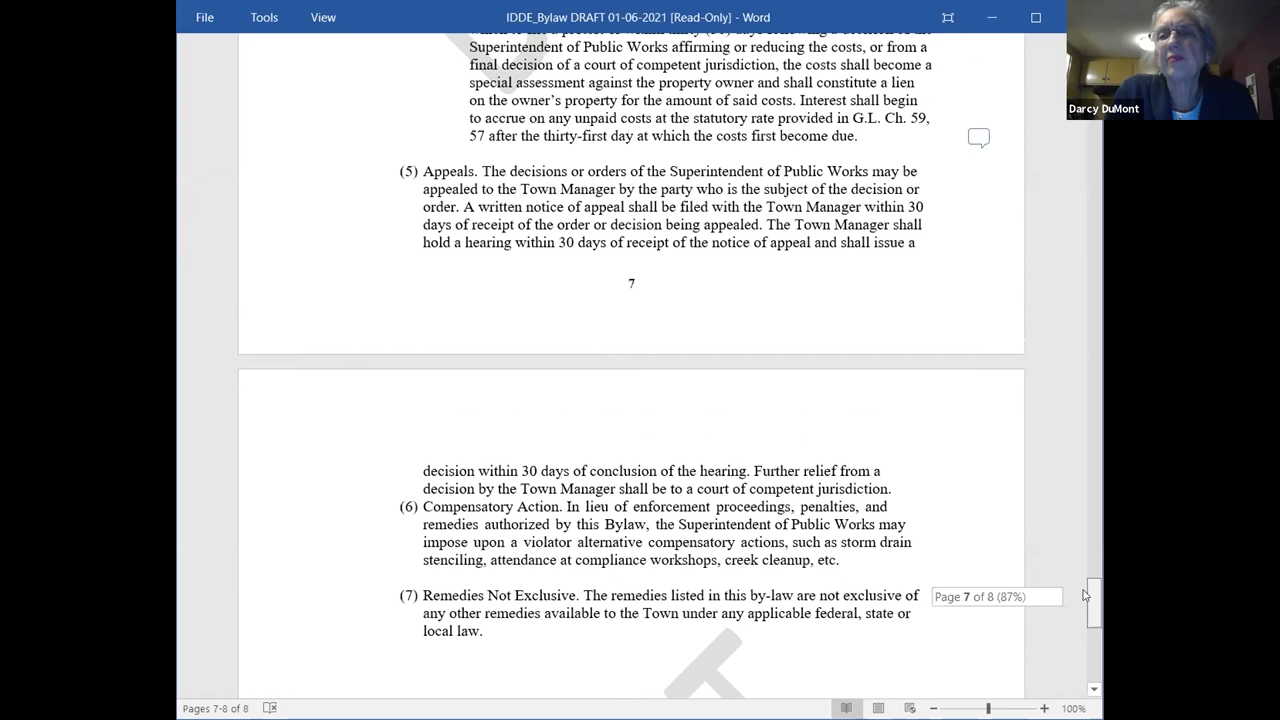 File Tools View IDDE_Bylaw DRAFT 01-06-2021 [Read-Only] - Word
Superintendent of Public Works affirming or reducing the costs, or from a
final decision of a court of competent jurisdiction, the costs shall become a
special assessment against the property owner and shall constitute a lien
on the owner's property for the amount of said costs. Interest shall begin
to accrue on any unpaid costs at the statutory rate provided in G.L. Ch. 59,
57 after the thirty-first day at which the costs first become due.
Darcy DuMont
(5) Appeals. The decisions or orders of the Superintendent of Public Works may be
appealed to the Town Manager by the party who is the subject of the decision or
order. A written notice of appeal shall be filed with the Town Manager within 30
days of receipt of the order or decision being appealed. The Town Manager shall
hold a hearing within 30 days of receipt of the notice of appeal and shall issue a
7
decision within 30 days of conclusion of the hearing. Further relief from a
decision by the Town Manager shall be to a court of competent jurisdiction.
(6) Compensatory Action. In lieu of enforcement proceedings, penalties, and
remedies authorized by this Bylaw, the Superintendent of Public Works may
impose upon a violator alternative compensatory actions, such as storm drain
stenciling, attendance at compliance workshops, creek cleanup, etc.
(7) Remedies Not Exclusive. The remedies listed in this by-law are not exclusive of
any other remedies available to the Town under any applicable federal, state or
local law.
Page 7 of 8 (87%)
Pages 7-8 of 8
100%